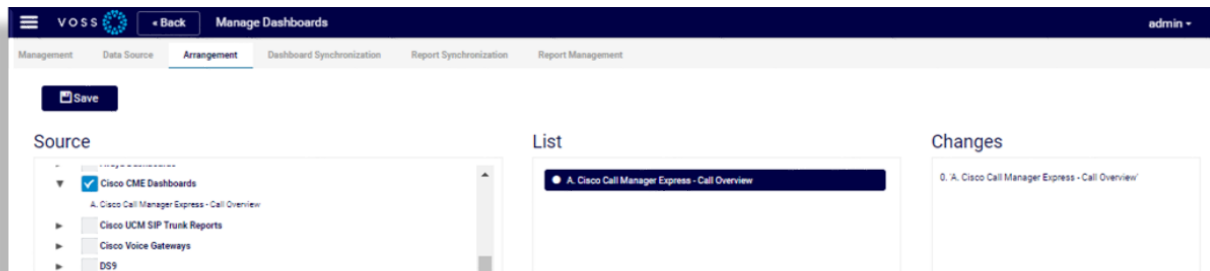 VOSS « Back Manage Dashboards admin
Management Data Source Arrangement Dashboard Synchronization Report Synchronization Report Management
Save
Source List Changes
Cisco CME Dashboards
A. Cisco Call Manager Express - Call Overview
Cisco UCM SIP Trunk Reports
Cisco Voice Gateways
DS9
A. Cisco Call Manager Express - Call Overview
0. 'A. Cisco Call Manager Express - Call Overview'